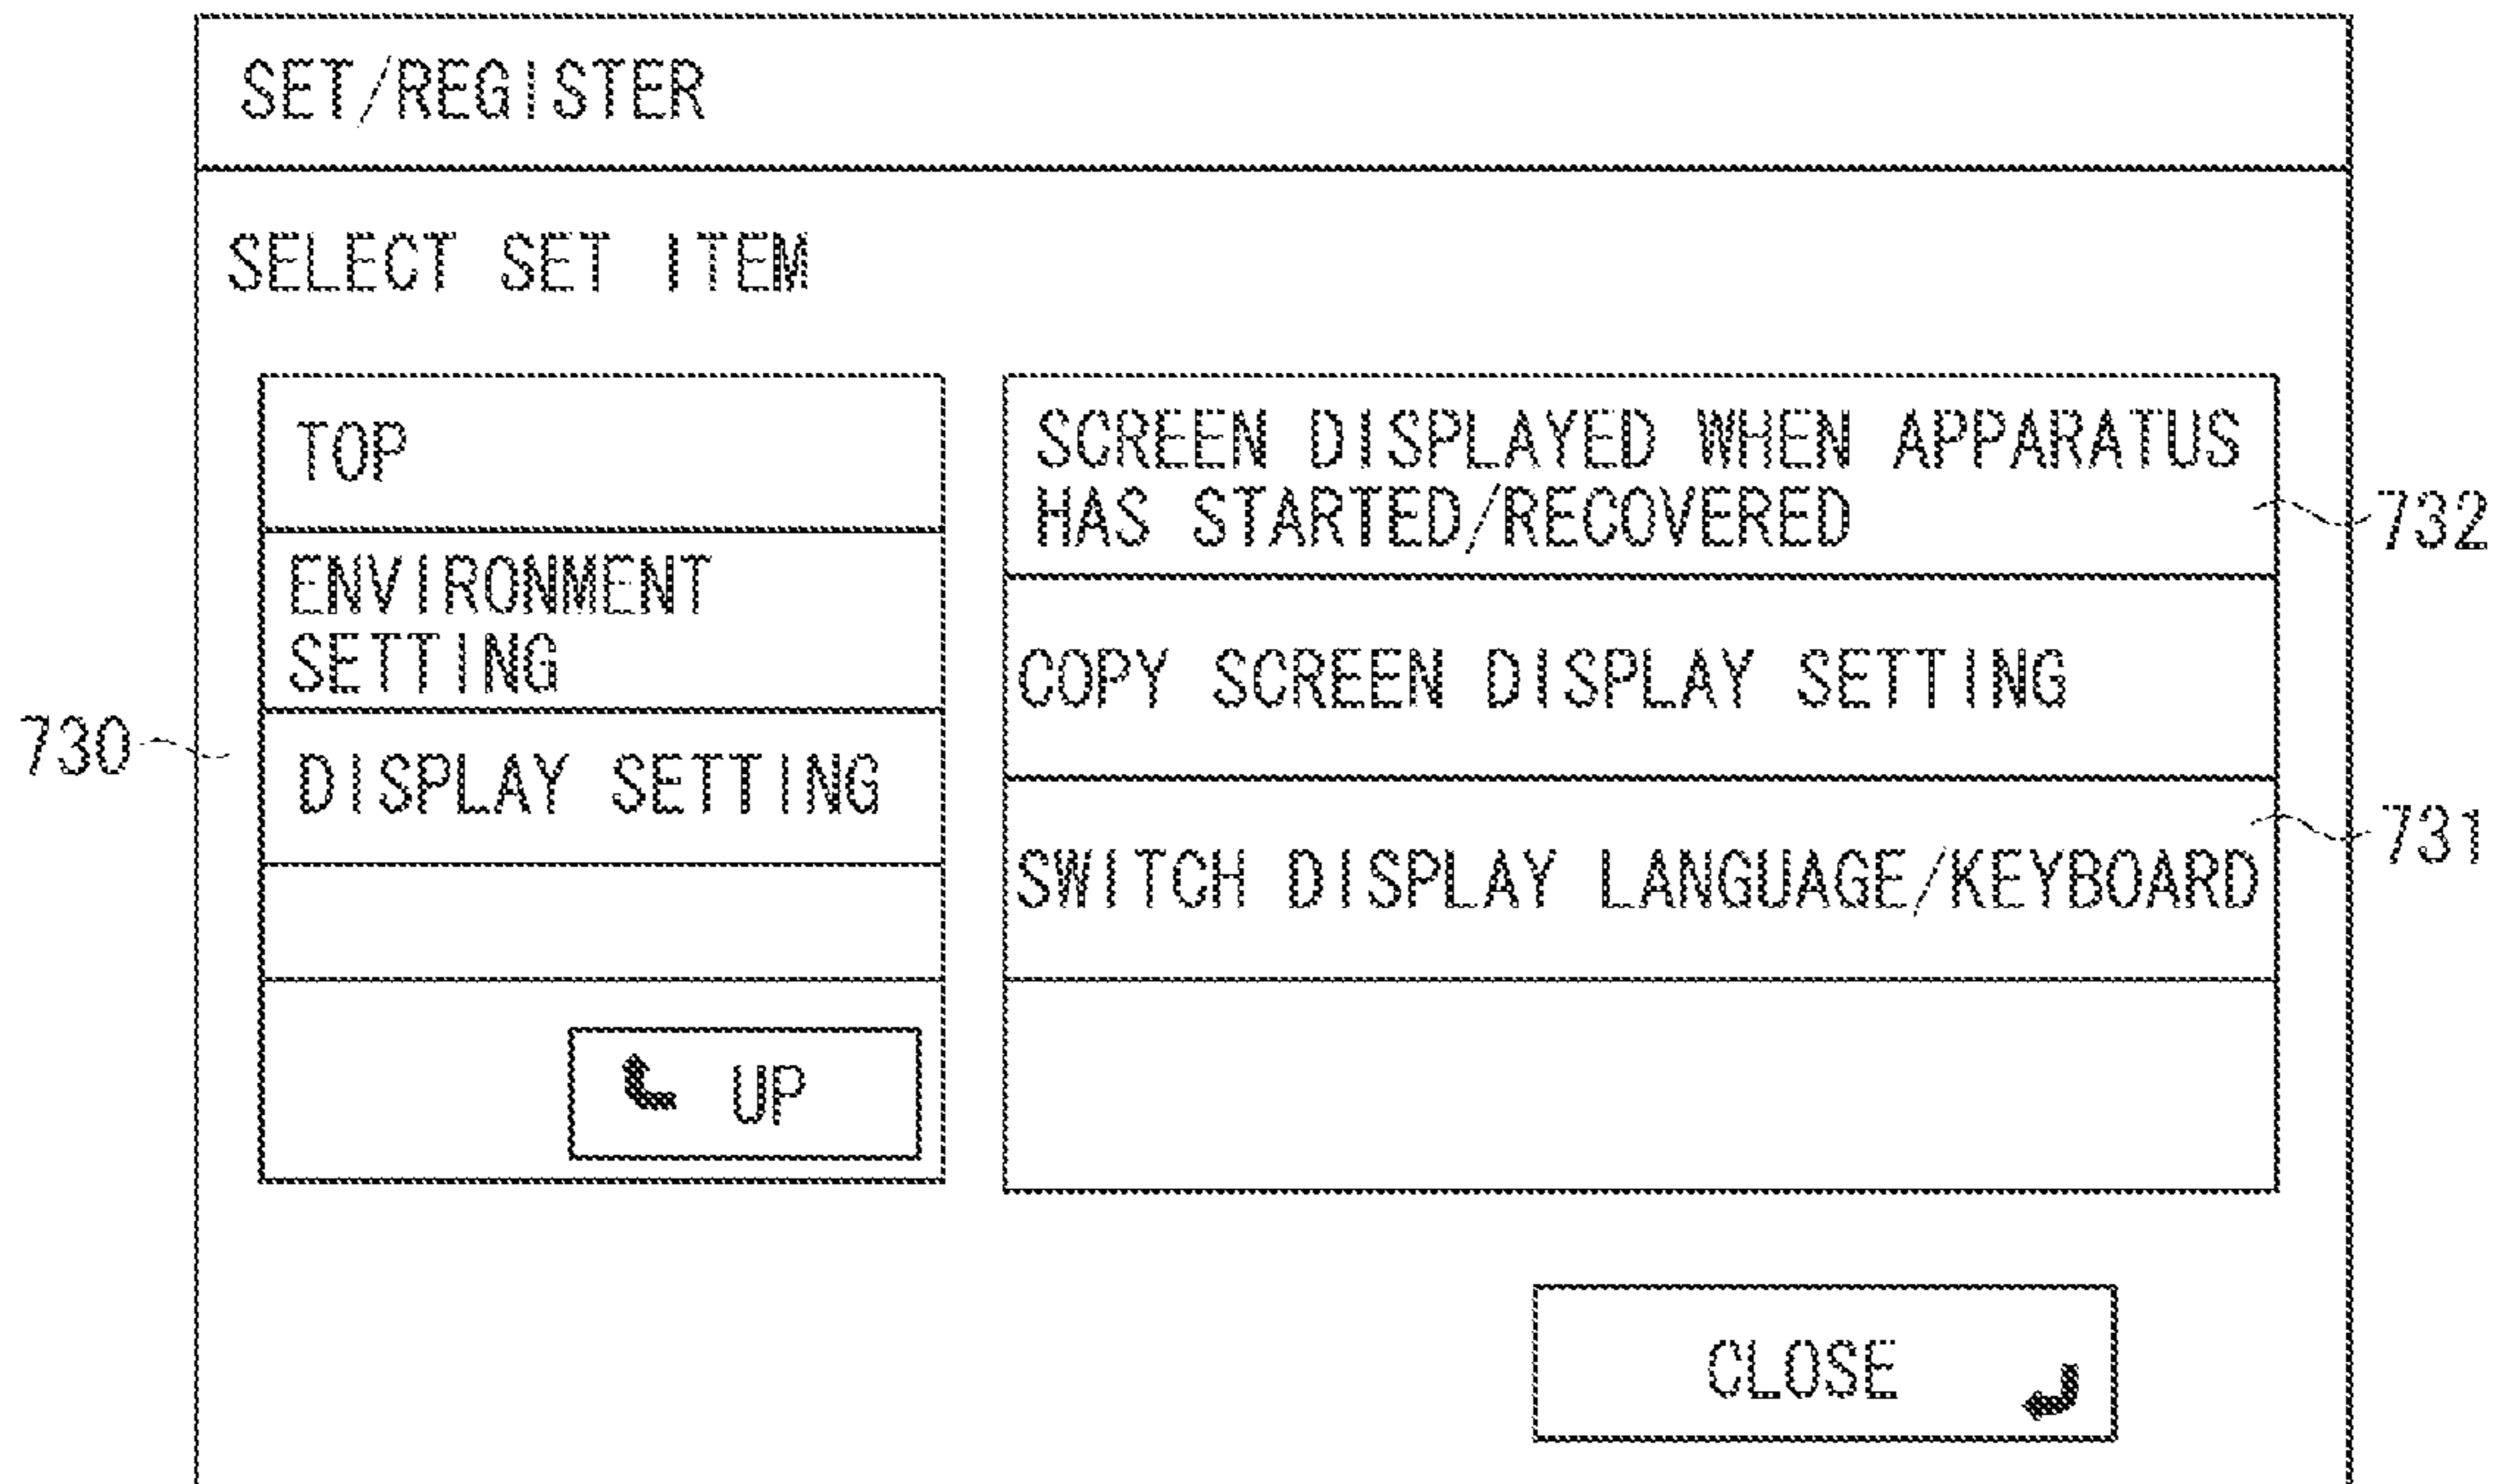 SET/REGISTER
SELECT SET ITEM
TOP
ENVIRONMENT
SETTING
DISPLAY SETTING
UP
730
SCREEN DISPLAYED WHEN APPARATUS
HAS STARTED/RECOVERED
732
COPY SCREEN DISPLAY SETTING
SWITCH DISPLAY LANGUAGE/KEYBOARD
731
CLOSE